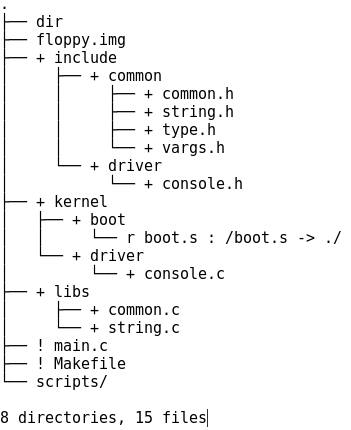 .
├── dir
├── floppy.img
├── + include
│    ├── + common
│    │    ├── + common.h
│    │    ├── + string.h
│    │    ├── + type.h
│    │    └── + vargs.h
│    └── + driver
│         └── + console.h
├── + kernel
│   ├── + boot
│   │    └── r boot.s : /boot.s -> ./
│   └── + driver
│        └── + console.c
├── + libs
│    ├── + common.c
│    └── + string.c
├── ! main.c
├── ! Makefile
└── scripts/
8 directories, 15 files